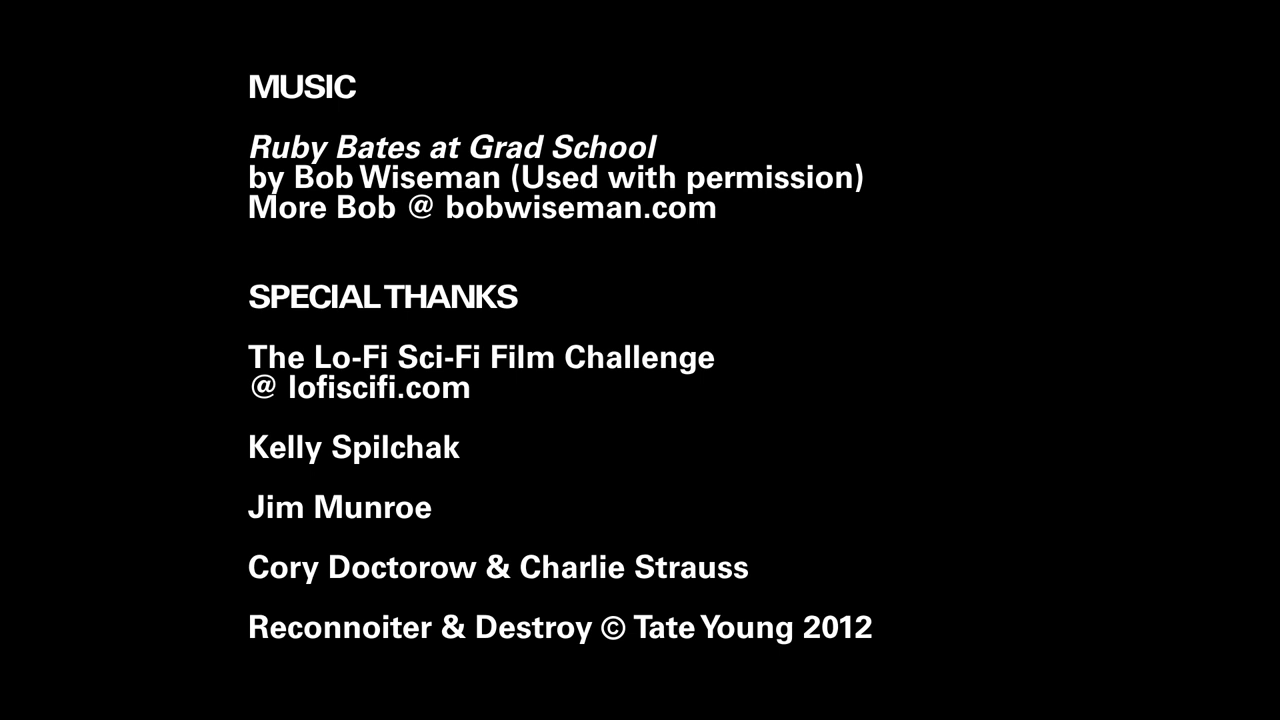 MUSIC
Ruby Bates at Grad School
by Bob Wiseman (Used with permission)
More Bob @ bobwiseman.com
SPECIAL THANKS
The Lo-Fi Sci-Fi Film Challenge
@ lofiscifi.com
Kelly Spilchak
Jim Munroe
Cory Doctorow & Charlie Strauss
Reconnoiter & Destroy © Tate Young 2012